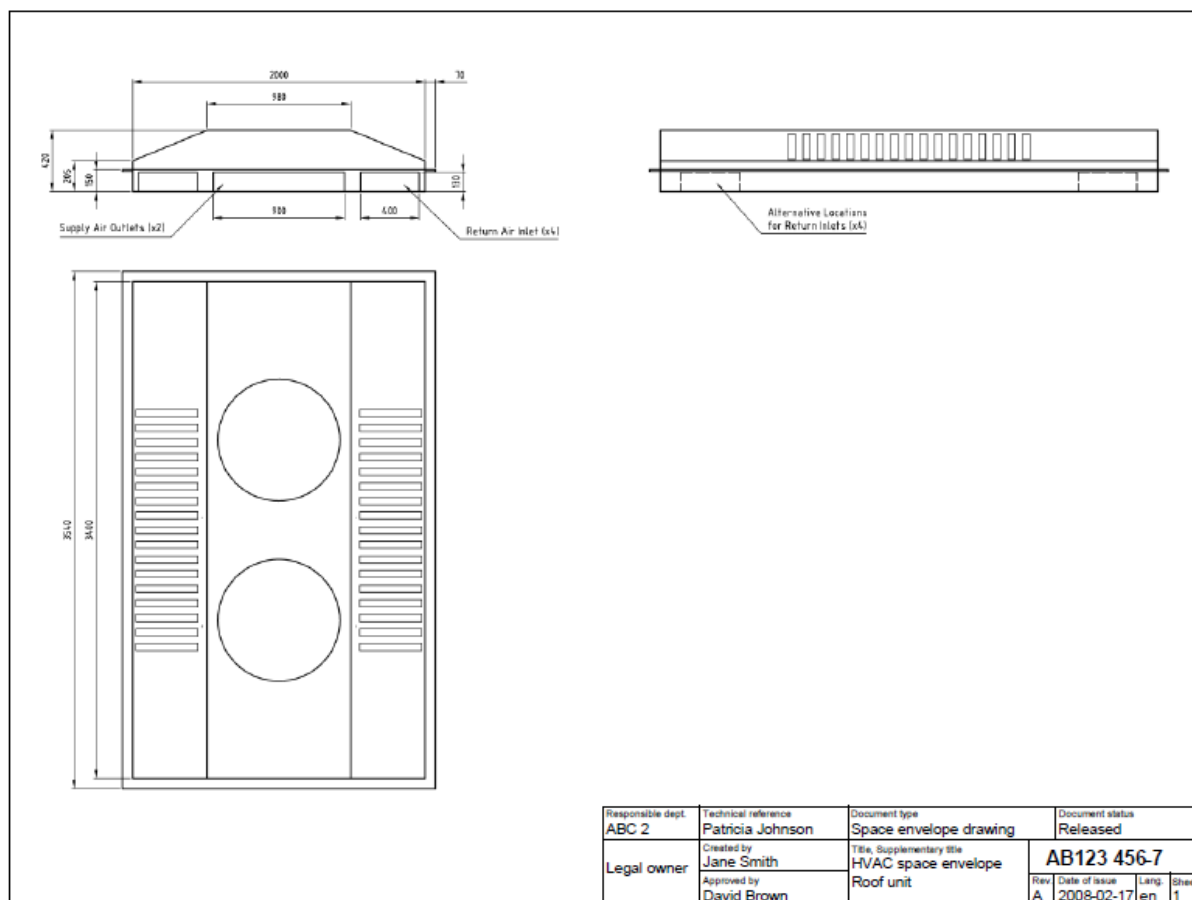 2000
70
980
420
205
150
130
900
400
Supply Air Outlets (x2)
Return Air Inlet (x4)
Alternative Locations
for Return Inlets (x4)
3540
3400
Responsible dept.
ABC 2
Technical reference
Patricia Johnson
Document type
Space envelope drawing
Document status
Released
Legal owner
Created by
Jane Smith
Title, Supplementary title
HVAC space envelope
Roof unit
AB123 456-7
Approved by
David Brown
Rev.
A
Date of issue
2008-02-17
Lang.
en
Sheet
1